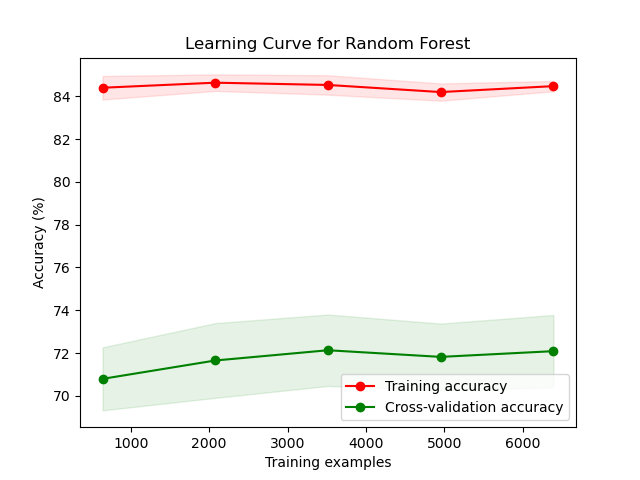 Learning Curve for Random Forest
Accuracy (%)
84
82
80
78
76
74
72
70
Training accuracy
Cross-validation accuracy
1000 2000 3000 4000 5000 6000
Training examples